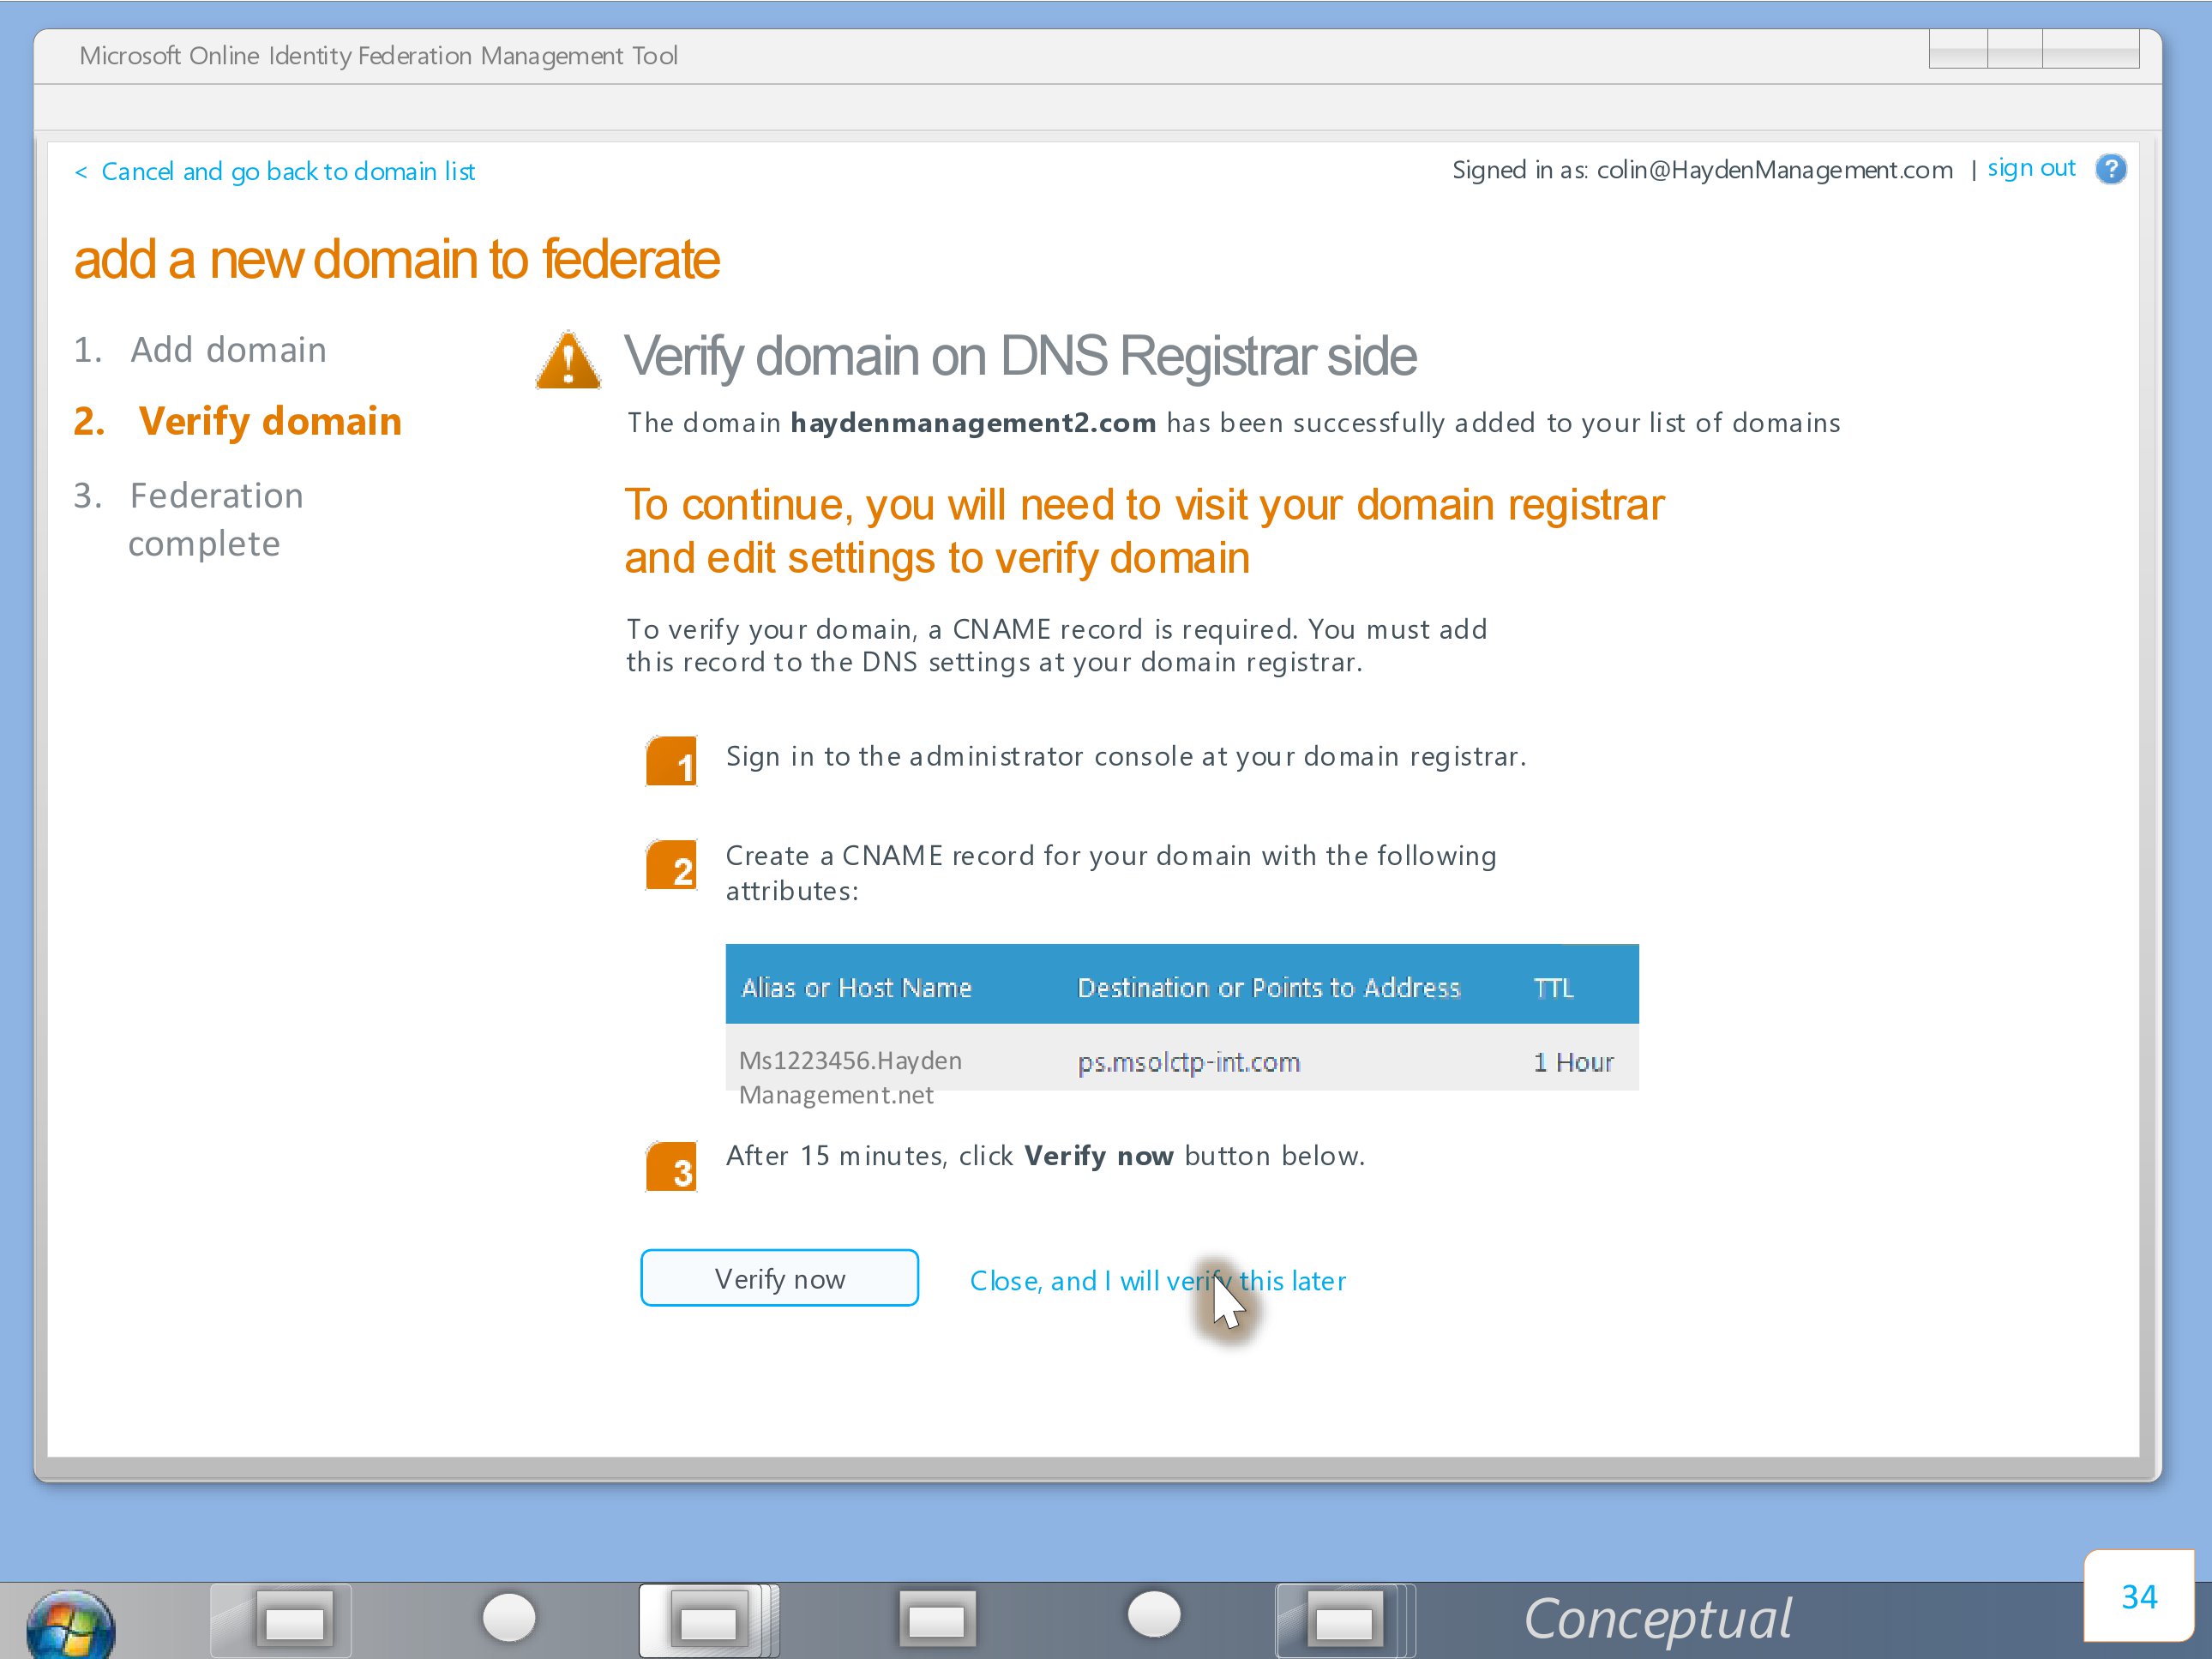 Microsoft Online Identity Federation Management Tool
< Cancel and go back to domain list
Signed in as: colin@HaydenManagement.com | sign out ?
add a new domain to federate
1. Add domain
2. Verify domain
3. Federation
complete
! Verify domain on DNS Registrar side
The domain haydenmanagement2.com has been successfully added to your list of domains
To continue, you will need to visit your domain registrar
and edit settings to verify domain
To verify your domain, a CNAME record is required. You must add
this record to the DNS settings at your domain registrar.
1 Sign in to the administrator console at your domain registrar.
2 Create a CNAME record for your domain with the following
attributes:
Alias or Host Name Destination or Points to Address TTL
Ms1223456.Hayden ps.msolctp-int.com 1 Hour
Management.net
3 After 15 minutes, click Verify now button below.
Verify now Close, and I will verify this later
Conceptual
34